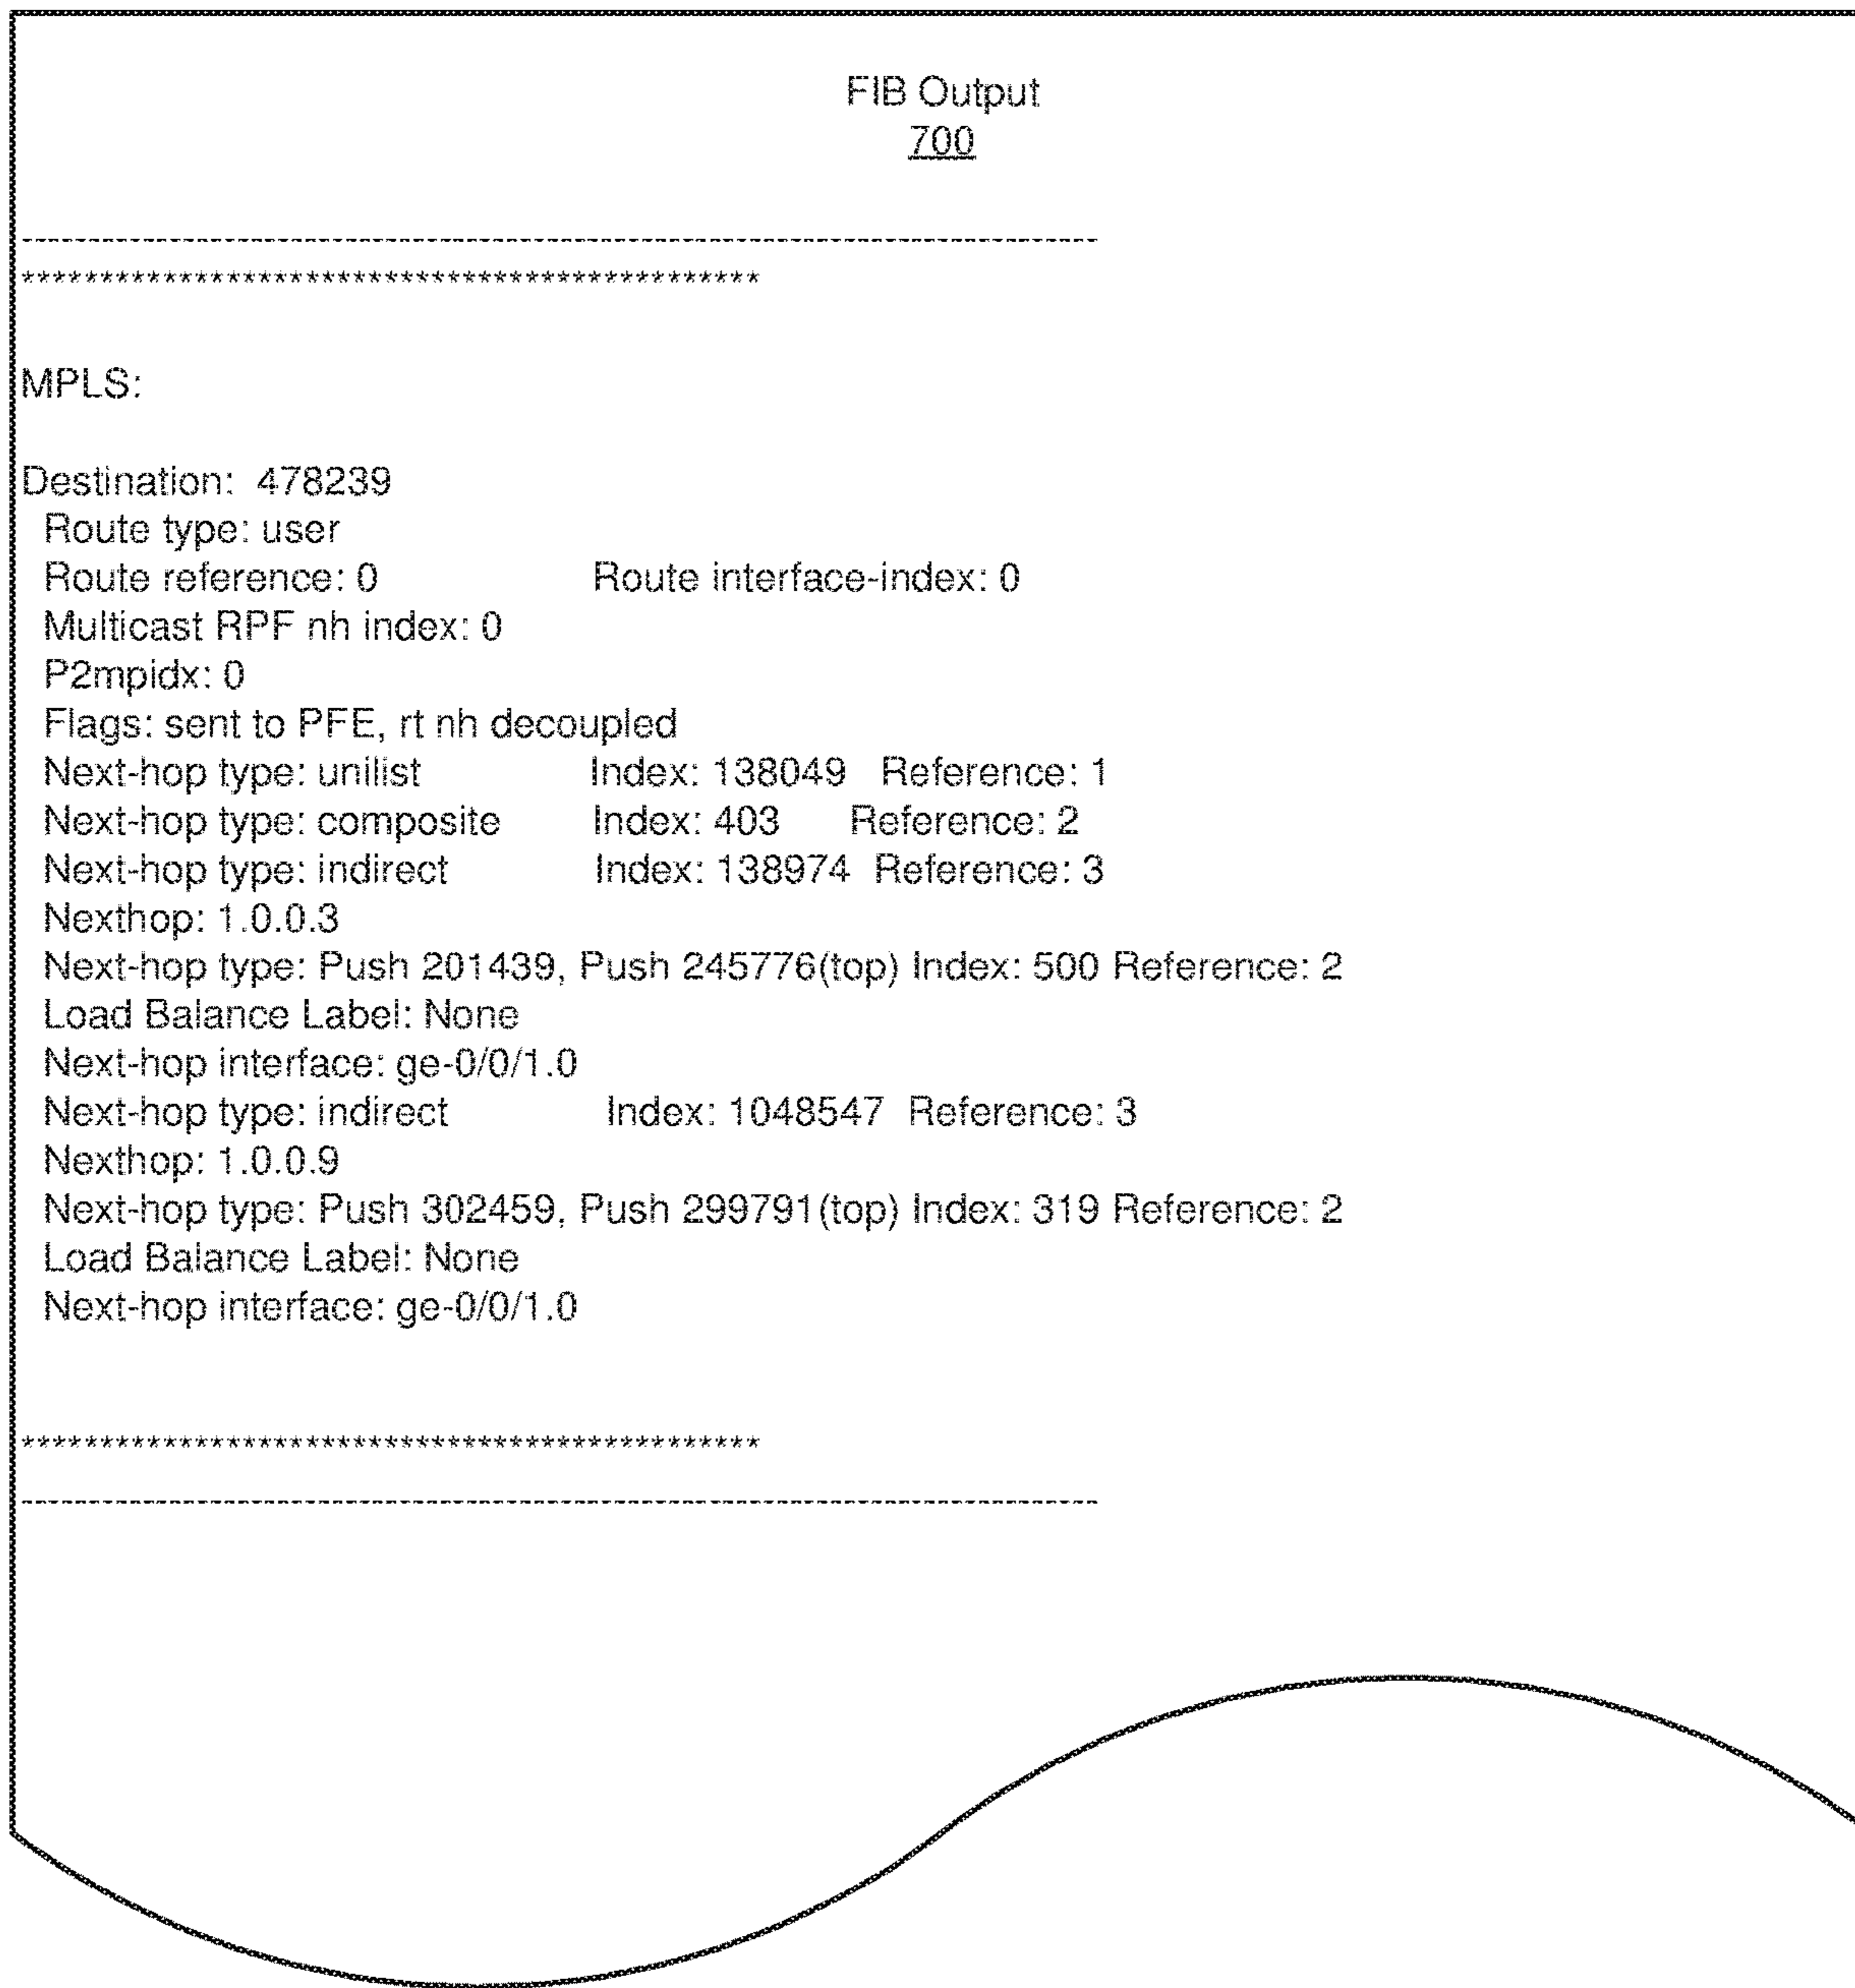 FIB Output
700
--------------------------------------------------------------------------------
***********************************************
MPLS:
Destination:  478239
Route type: user
Route reference: 0 Route interface-index: 0
Multicast RPF nh index: 0
P2mpidx: 0
Flags: sent to PFE, rt nh decoupled
Next-hop type: unilist Index: 138049 Reference: 1
Next-hop type: composite Index: 403 Reference: 2
Next-hop type: indirect Index: 138974 Reference: 3
Nexthop: 1.0.0.3
Next-hop type: Push 201439, Push 245776(top) Index: 500 Reference: 2
Load Balance Label: None
Next-hop interface: ge-0/0/1.0
Next-hop type: indirect Index: 1048547 Reference: 3
Nexthop: 1.0.0.9
Next-hop type: Push 302459, Push 299791(top) Index: 319 Reference: 2
Load Balance Label: None
Next-hop interface: ge-0/0/1.0
***********************************************
--------------------------------------------------------------------------------